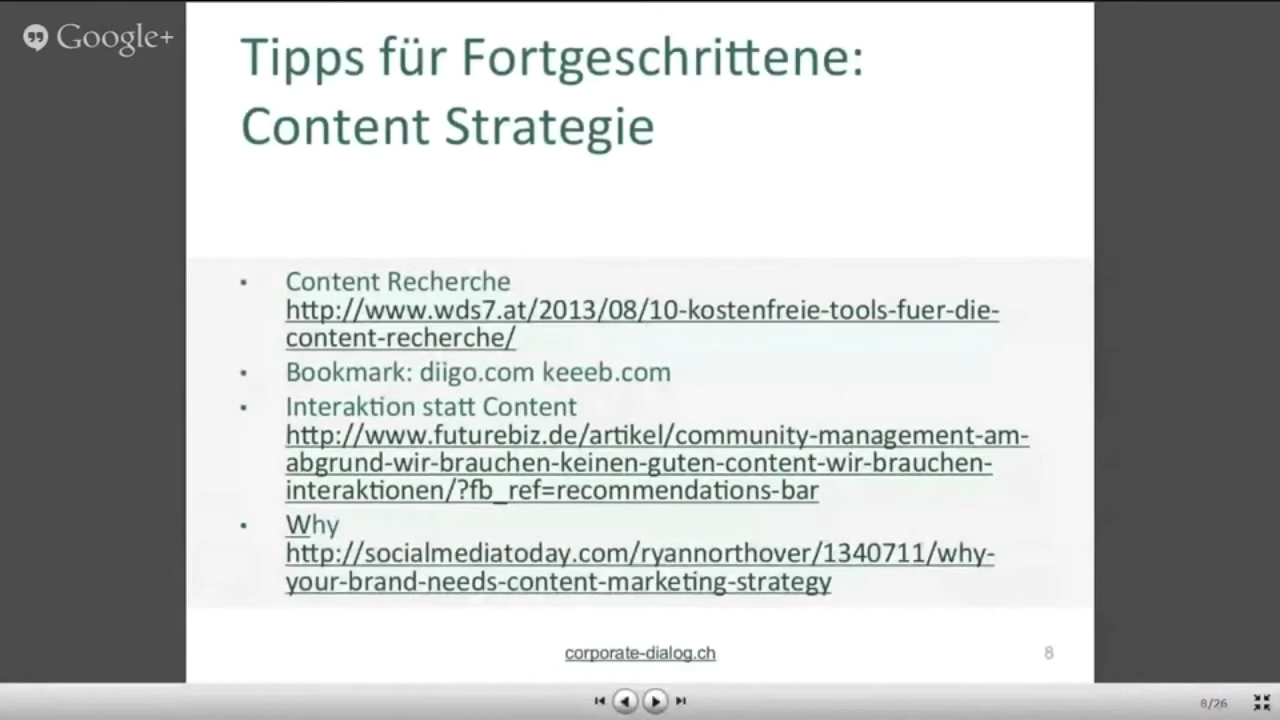 Google+
Tipps für Fortgeschrittene:
Content Strategie
• Content Recherche
http://www.wds7.at/2013/08/10-kostenfreie-tools-fuer-die-
content-recherche/
• Bookmark: diigo.com keeeb.com
• Interaktion statt Content
http://www.futurebiz.de/artikel/community-management-am-
abgrund-wir-brauchen-keinen-guten-content-wir-brauchen-
interaktionen/?fb_ref=recommendations-bar
• Why
http://socialmediatoday.com/ryannorthover/1340711/why-
your-brand-needs-content-marketing-strategy
corporate-dialog.ch
8
8/26